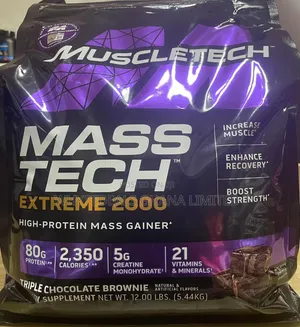 MUSCLETECH™
MASS
TECH™
EXTREME 2000
HIGH-PROTEIN MASS GAINER
INCREASE
MUSCLE
ENHANCE
RECOVERY
BOOST
STRENGTH
80G
PROTEIN
2,350
CALORIES
5G
CREATINE
MONOHYDRATE
21
VITAMINS
& MINERALS
TRIPLE CHOCOLATE BROWNIE
NATURAL &
ARTIFICIAL FLAVORS
SUPPLEMENT NET WT. 12.00 LBS. (5.44KG)